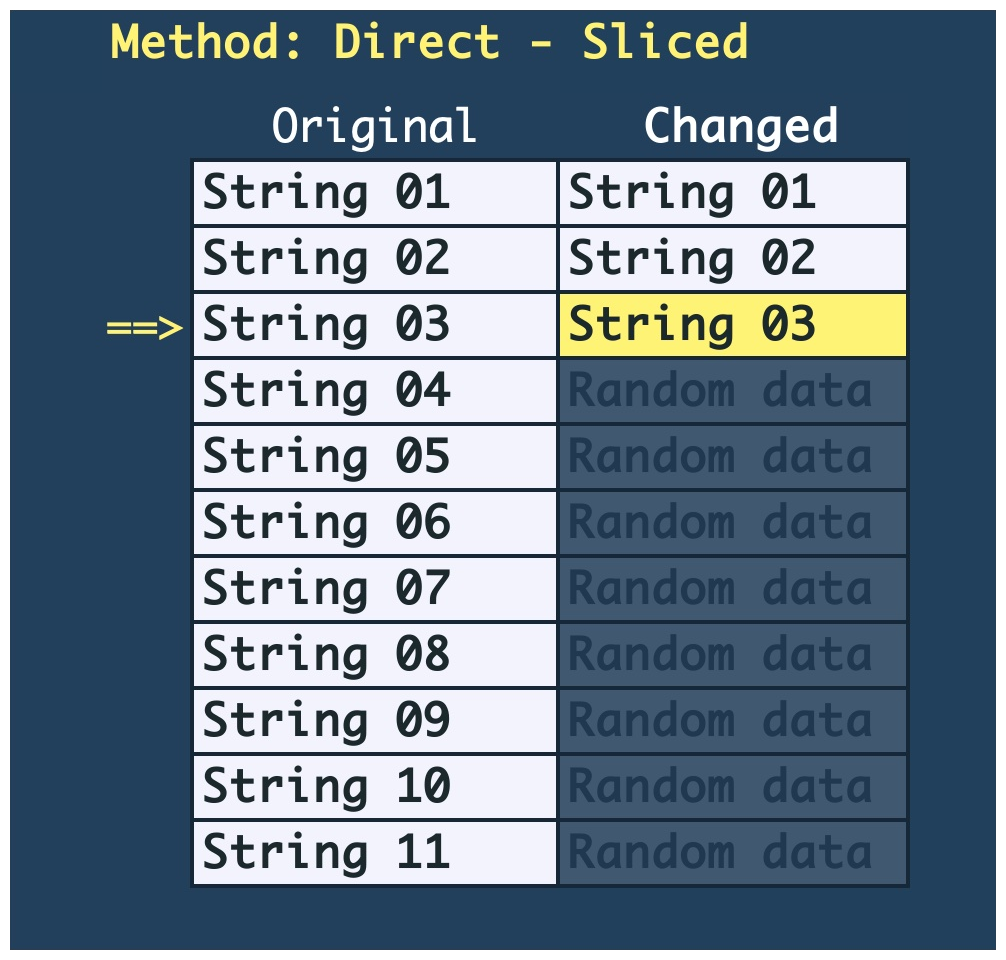 Method: Direct - Sliced
Original Changed
String 01 String 01
String 02 String 02
==> String 03 String 03
String 04 Random data
String 05 Random data
String 06 Random data
String 07 Random data
String 08 Random data
String 09 Random data
String 10 Random data
String 11 Random data